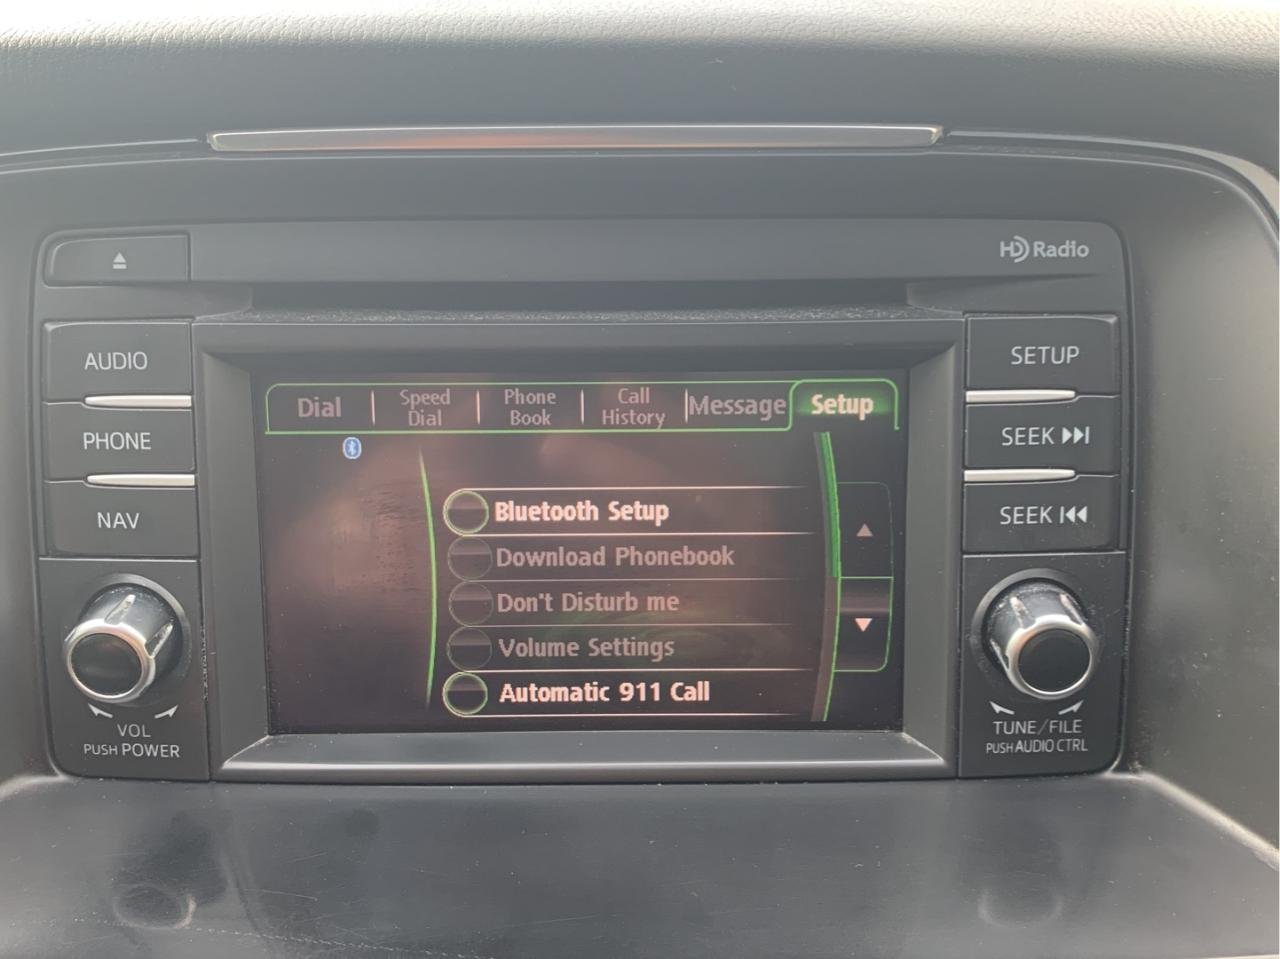 HD Radio
AUDIO
PHONE
NAV
VOL
PUSH POWER
Dial
Speed
Dial
Phone
Book
Call
History
Message
Setup
Bluetooth Setup
Download Phonebook
Don't Disturb me
Volume Settings
Automatic 911 Call
SETUP
SEEK
SEEK
TUNE/FILE
PUSH AUDIO CTRL